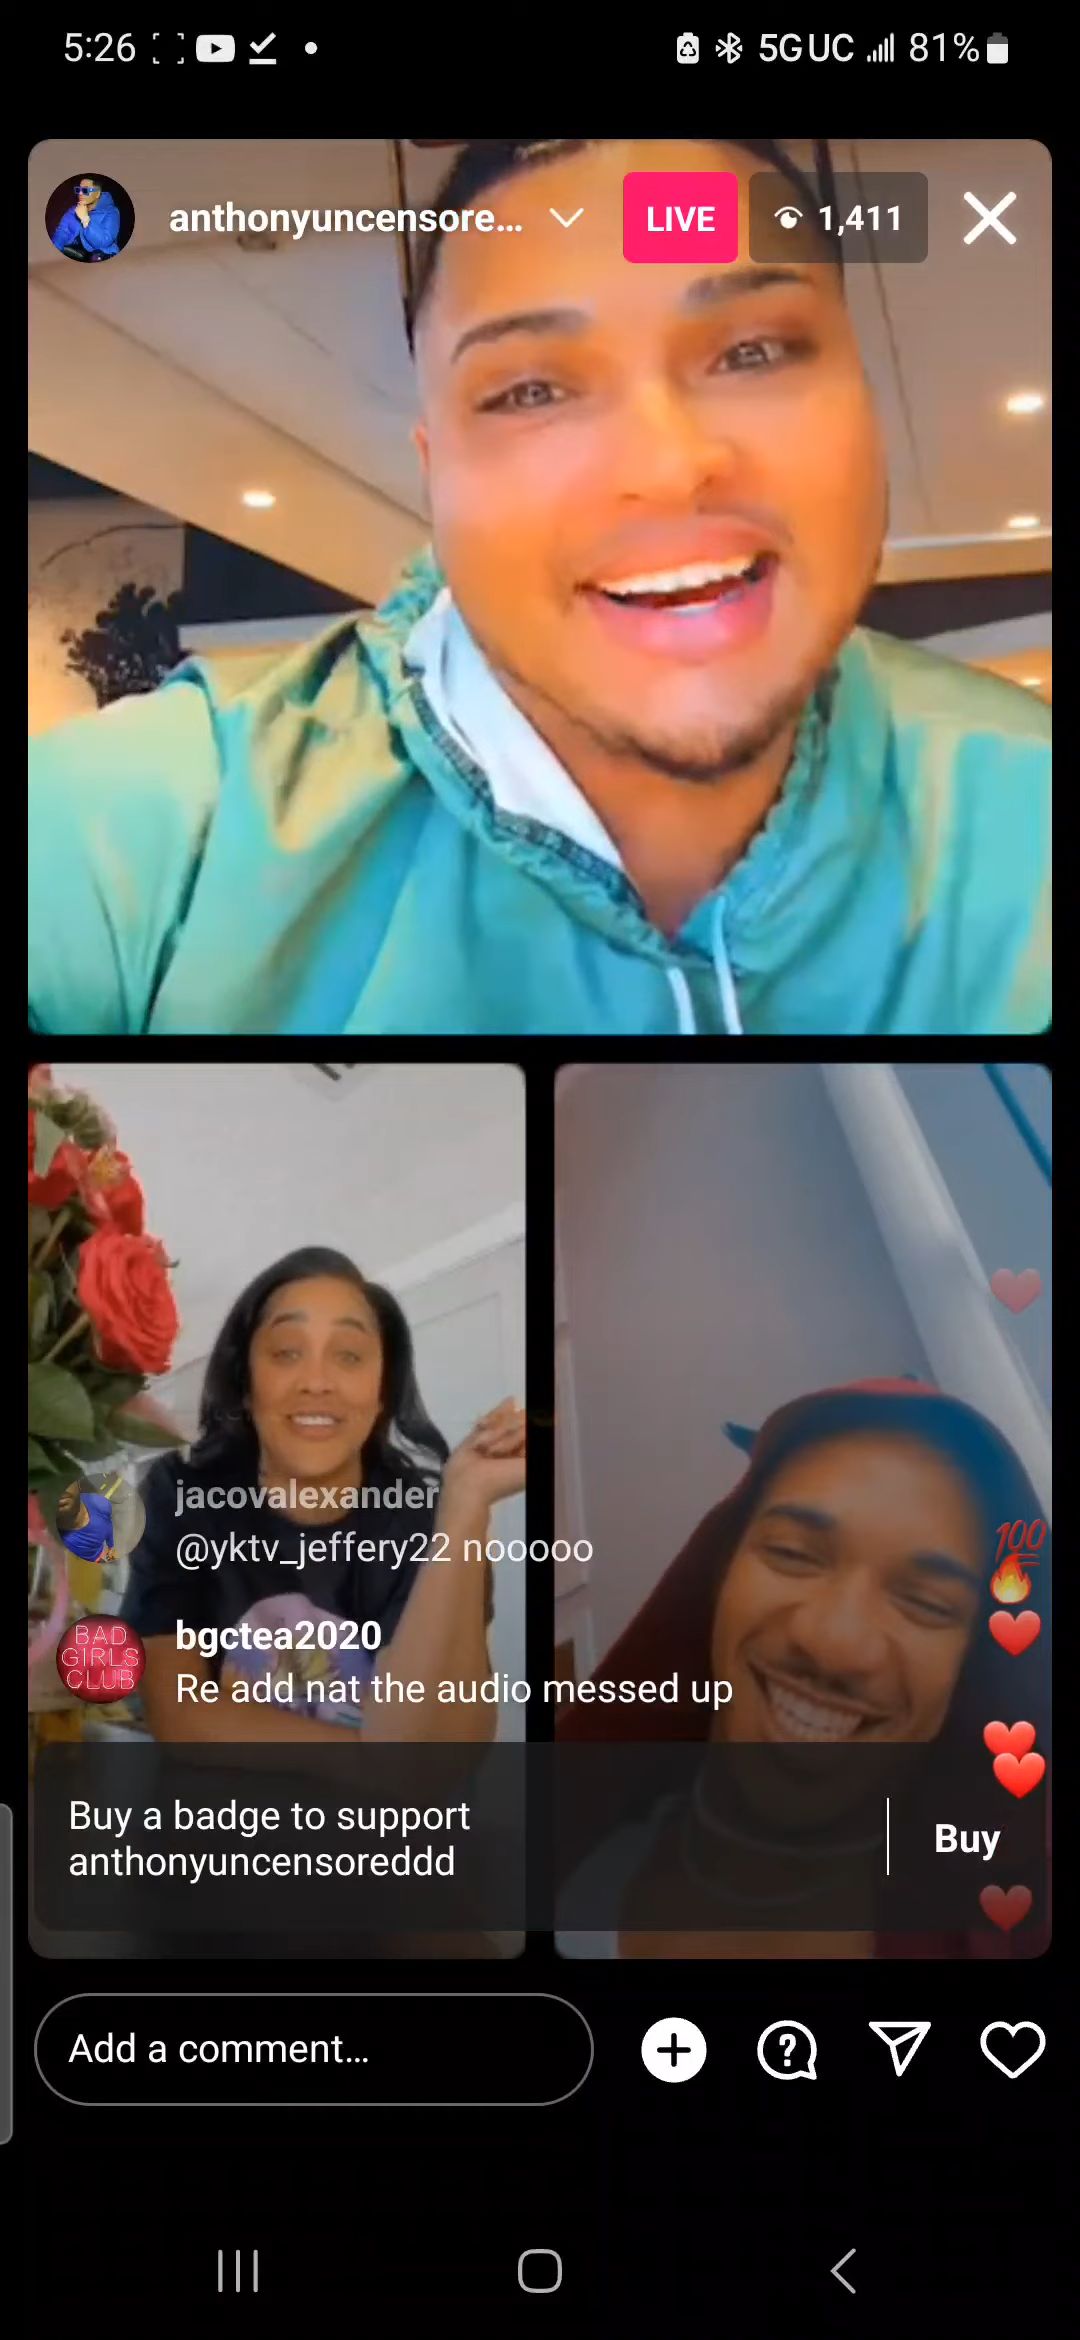 5:26
5G UC
81%
anthonyuncensore...
LIVE
1,411
jacovalexander
@yktv_jeffery22 nooooo
BAD
GIRLS
CLUB
bgctea2020
Re add nat the audio messed up
100
Buy a badge to support
anthonyuncensoreddd
Buy
Add a comment...